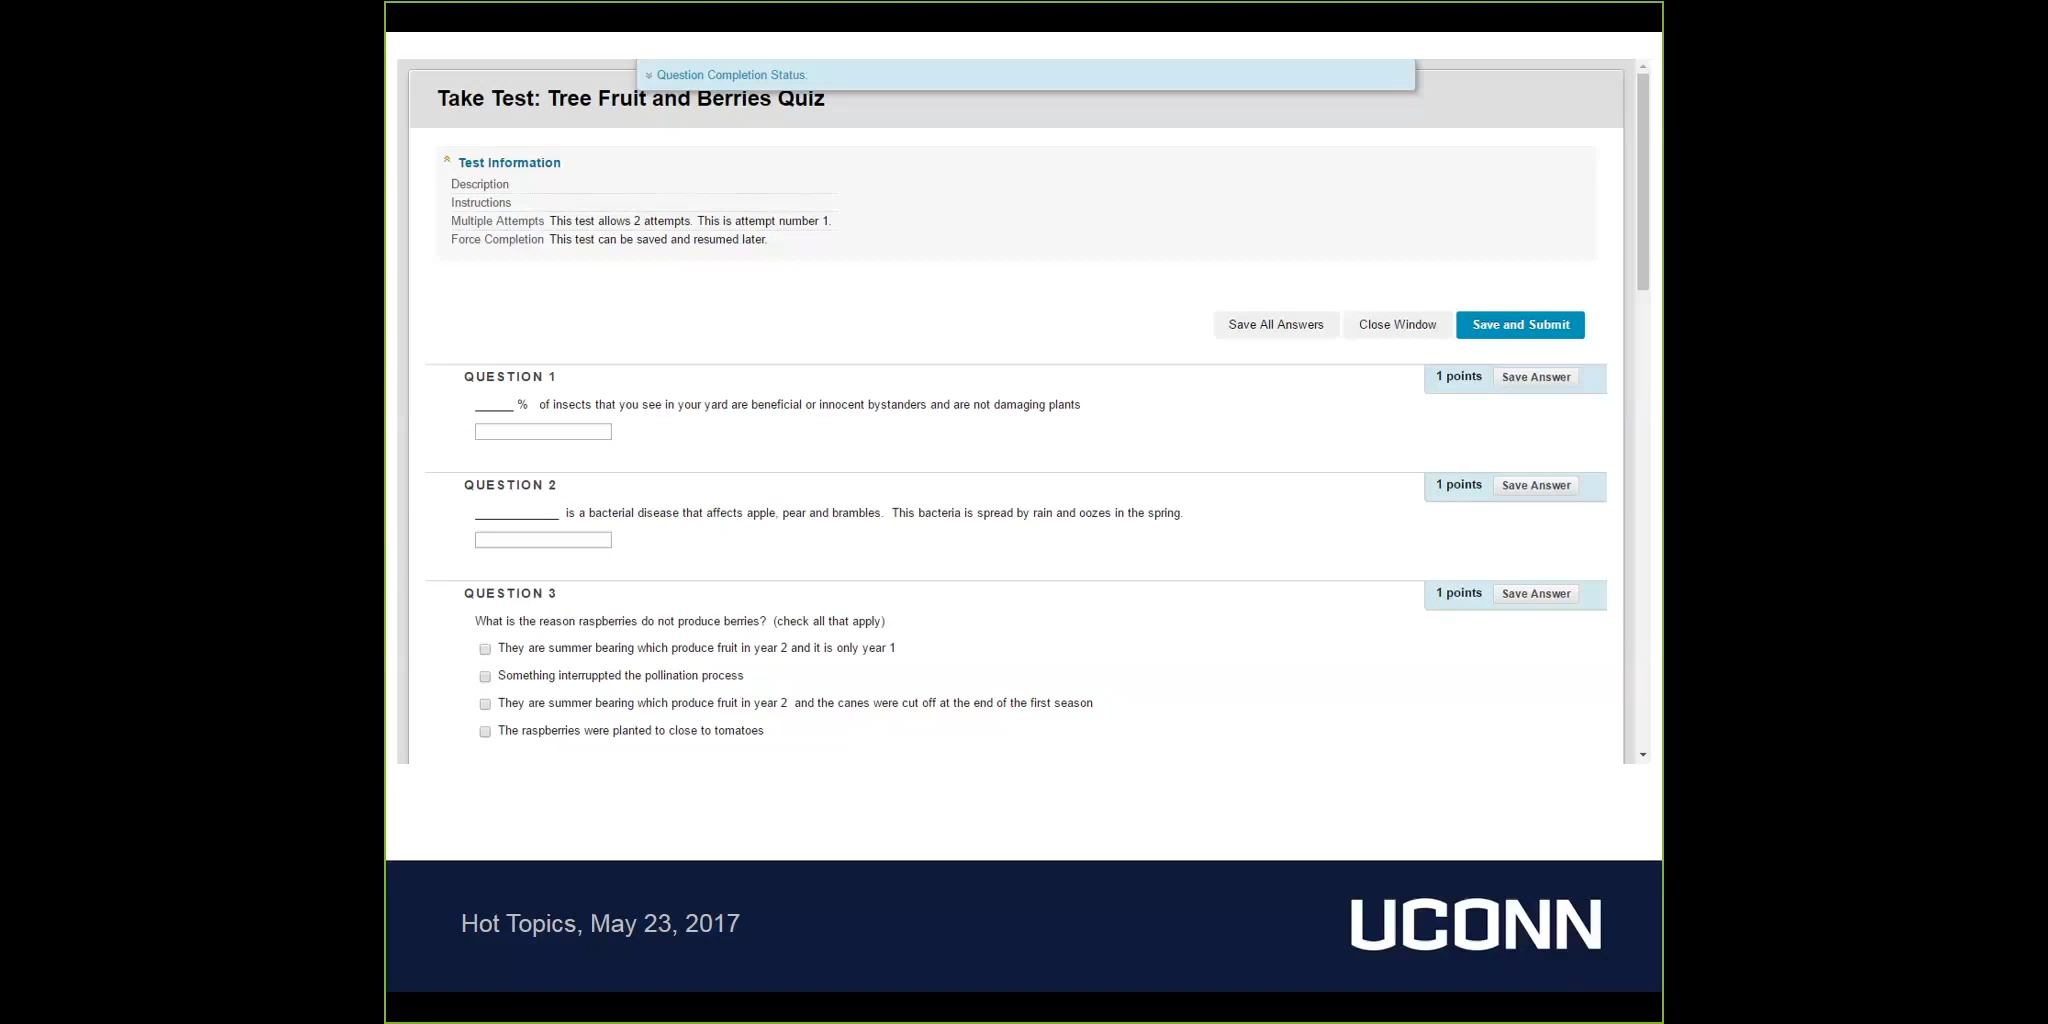 Question Completion Status:
Take Test: Tree Fruit and Berries Quiz
Test Information
Description
Instructions
Multiple Attempts This test allows 2 attempts. This is attempt number 1.
Force Completion This test can be saved and resumed later.
Save All Answers Close Window Save and Submit
QUESTION 1 1 points Save Answer
______ % of insects that you see in your yard are beneficial or innocent bystanders and are not damaging plants
QUESTION 2 1 points Save Answer
_____________ is a bacterial disease that affects apple, pear and brambles. This bacteria is spread by rain and oozes in the spring.
QUESTION 3 1 points Save Answer
What is the reason raspberries do not produce berries? (check all that apply)
They are summer bearing which produce fruit in year 2 and it is only year 1
Something interruppted the pollination process
They are summer bearing which produce fruit in year 2 and the canes were cut off at the end of the first season
The raspberries were planted to close to tomatoes
Hot Topics, May 23, 2017
UCONN